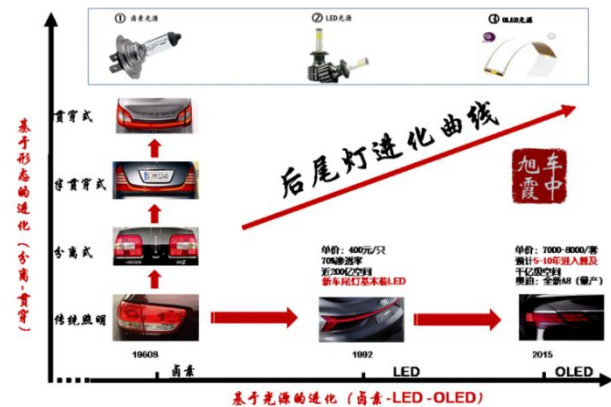 ① 卤素光源
② LED光源
③ OLED光源
贯穿式
半贯穿式
分离式
传统照明
基于形态的进化(分离-贯穿)
后尾灯进化曲线
车中旭霞
单价:400元/只
70%渗透率
近200亿空间
新车尾灯基本装LED
单价:7000-8000/套
预计5-10年进入普及
千亿级空间
奥迪:全新A8(量产)
1960S
1992
2015
卤素
LED
OLED
基于光源的进化(卤素-LED-OLED)